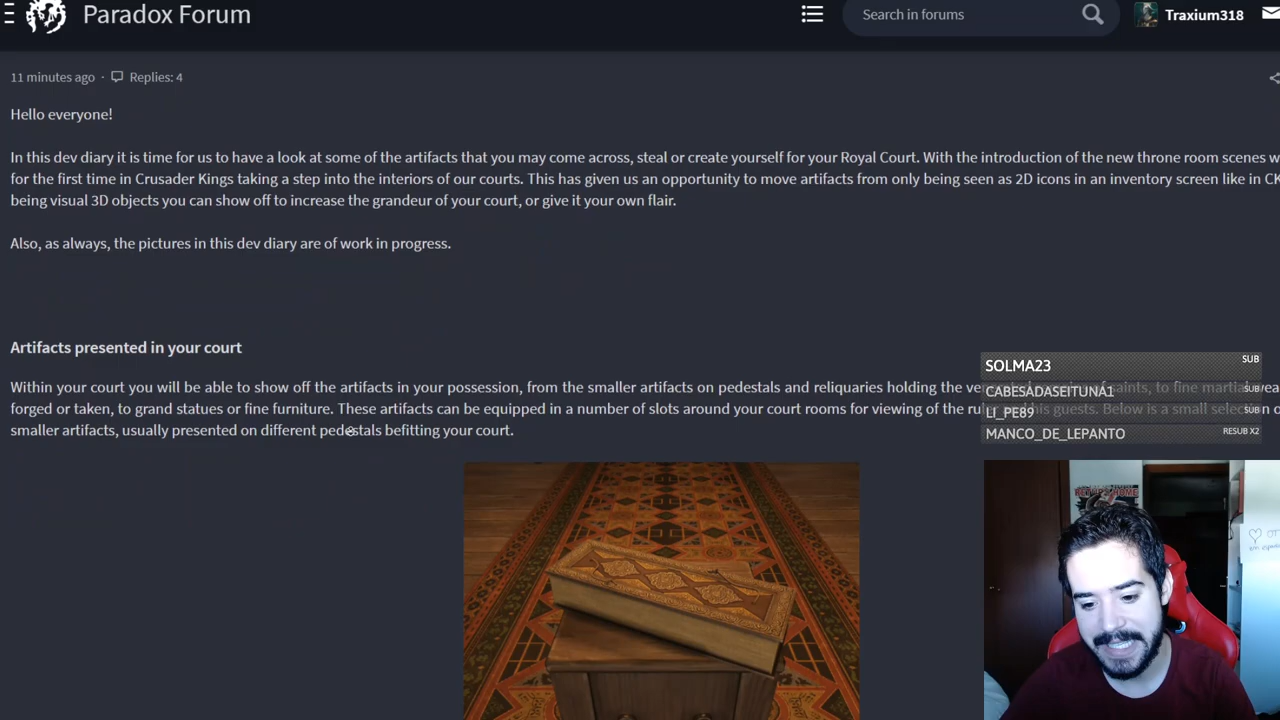 Paradox Forum
Search in forums
Traxium318
11 minutes ago · Replies: 4
Hello everyone!
In this dev diary it is time for us to have a look at some of the artifacts that you may come across, steal or create yourself for your Royal Court. With the introduction of the new throne room scenes
for the first time in Crusader Kings taking a step into the interiors of our courts. This has given us an opportunity to move artifacts from only being seen as 2D icons in an inventory screen like in
being visual 3D objects you can show off to increase the grandeur of your court, or give it your own flair.
Also, as always, the pictures in this dev diary are of work in progress.
Artifacts presented in your court
Within your court you will be able to show off the artifacts in your possession, from the smaller artifacts on pedestals and reliquaries holding the
forged or taken, to grand statues or fine furniture. These artifacts can be equipped in a number of slots around your court rooms for viewing of the
smaller artifacts, usually presented on different pedestals befitting your court.
SOLMA23 SUB
CABESADASEITUNA1 SUB
LI_PE89 SUB
MANCO_DE_LEPANTO RESUB X2